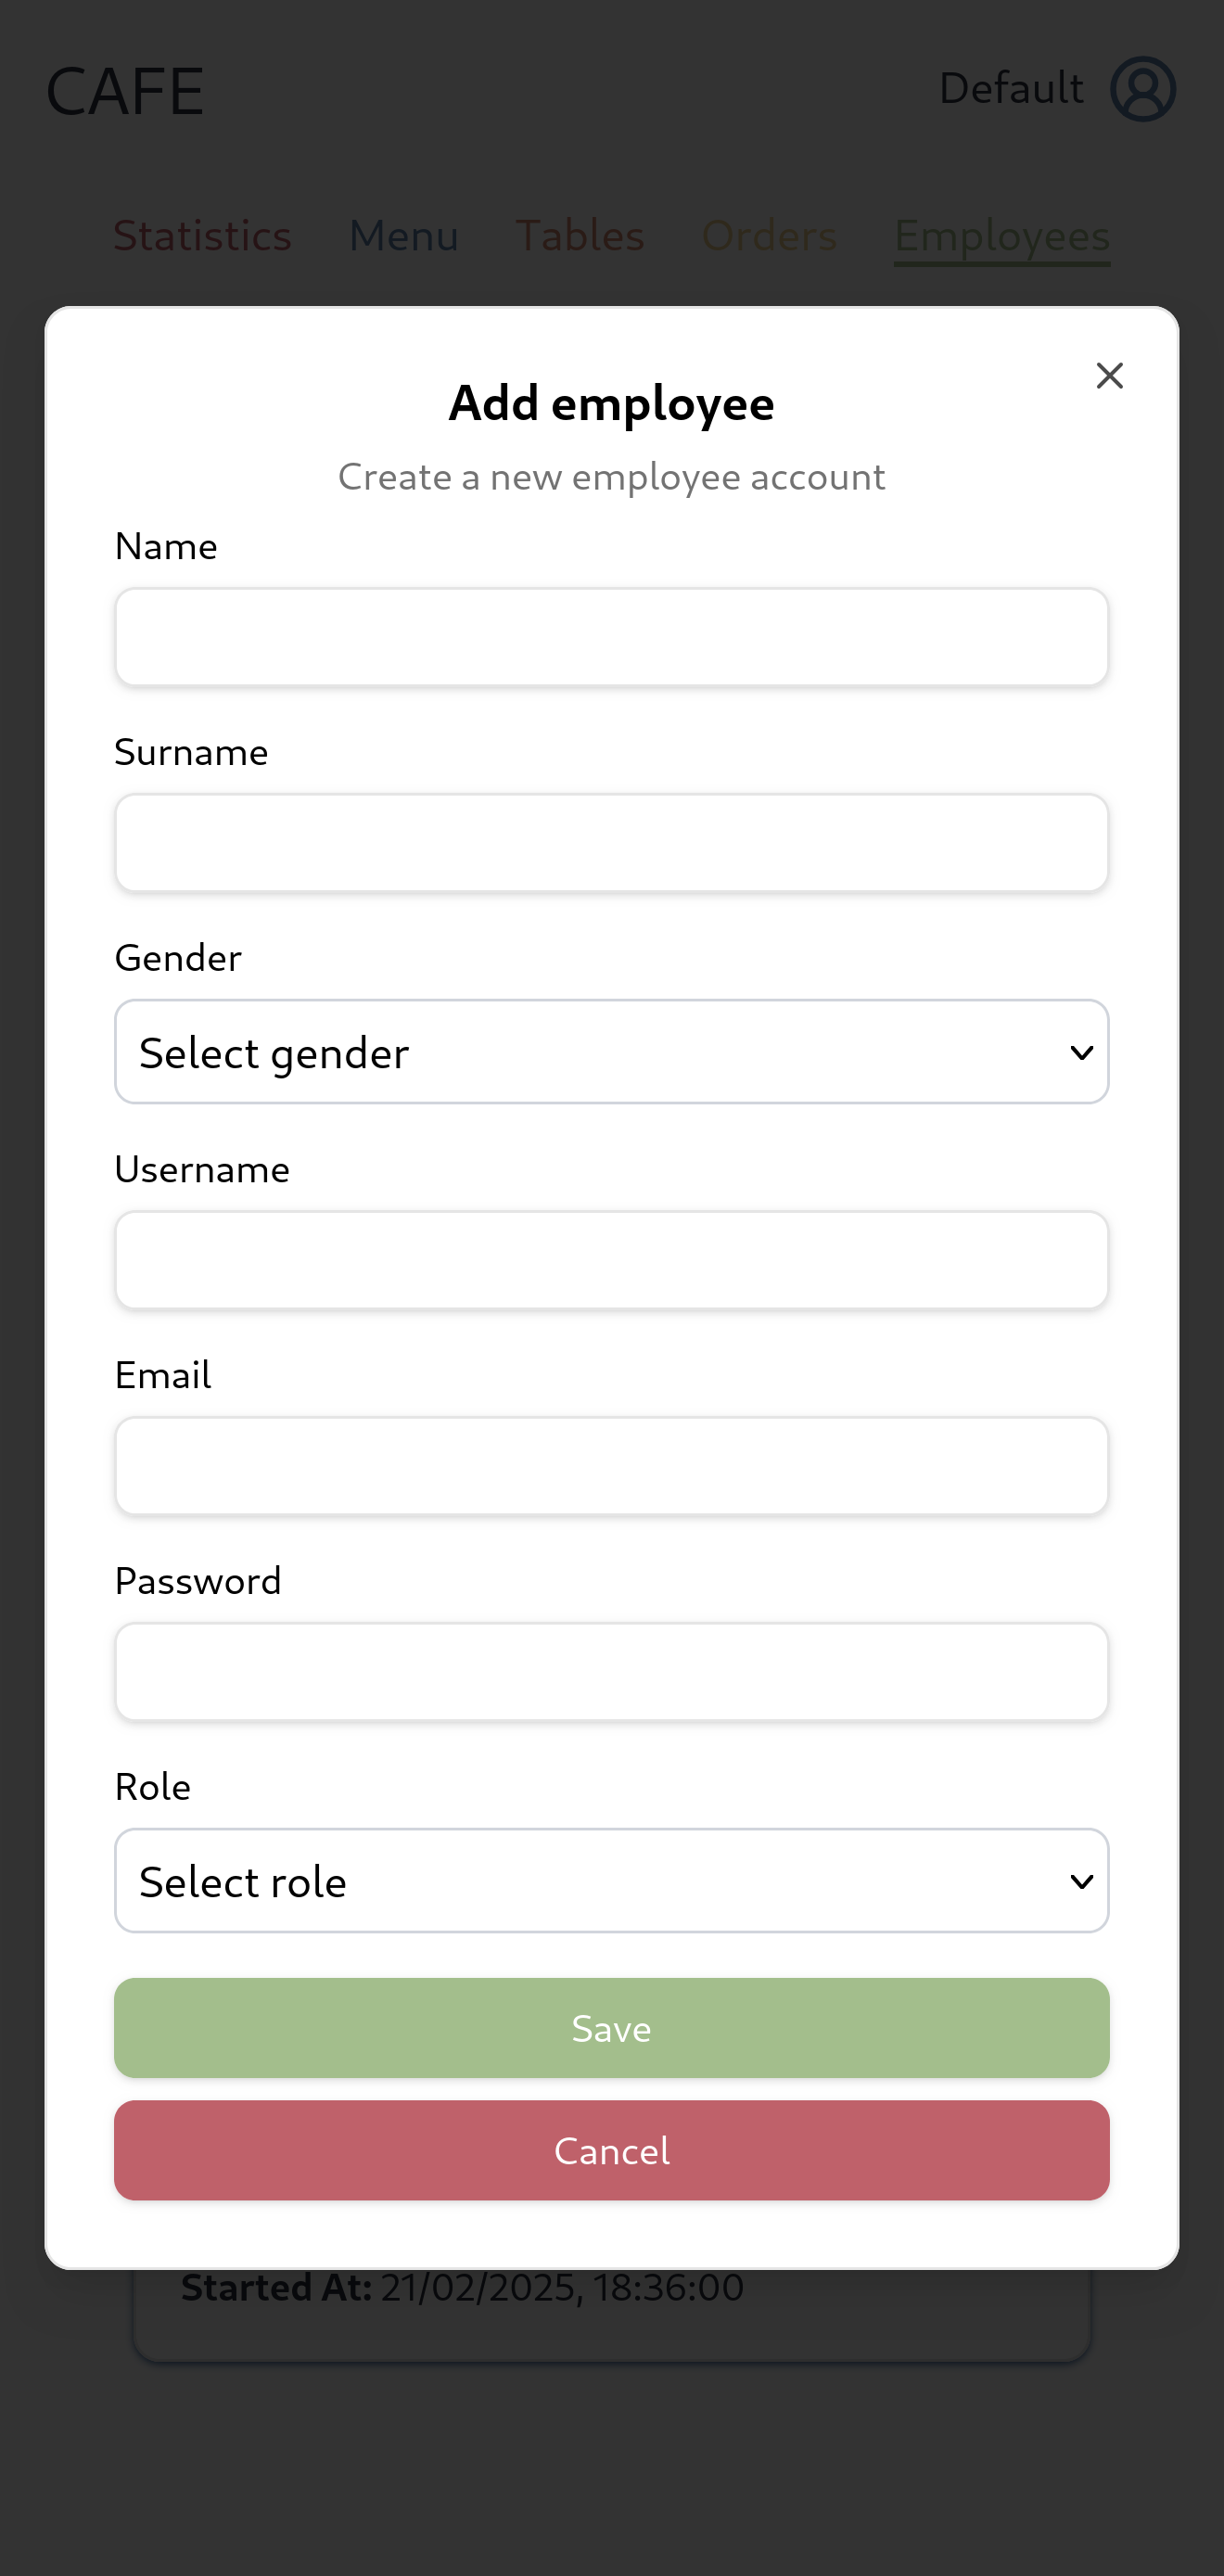 CAFE
Default
Statistics Menu Tables Orders Employees
Add employee
Create a new employee account
Name
Surname
Gender
Select gender
Username
Email
Password
Role
Select role
Save
Cancel
Started At: 21/02/2025, 18:36:00